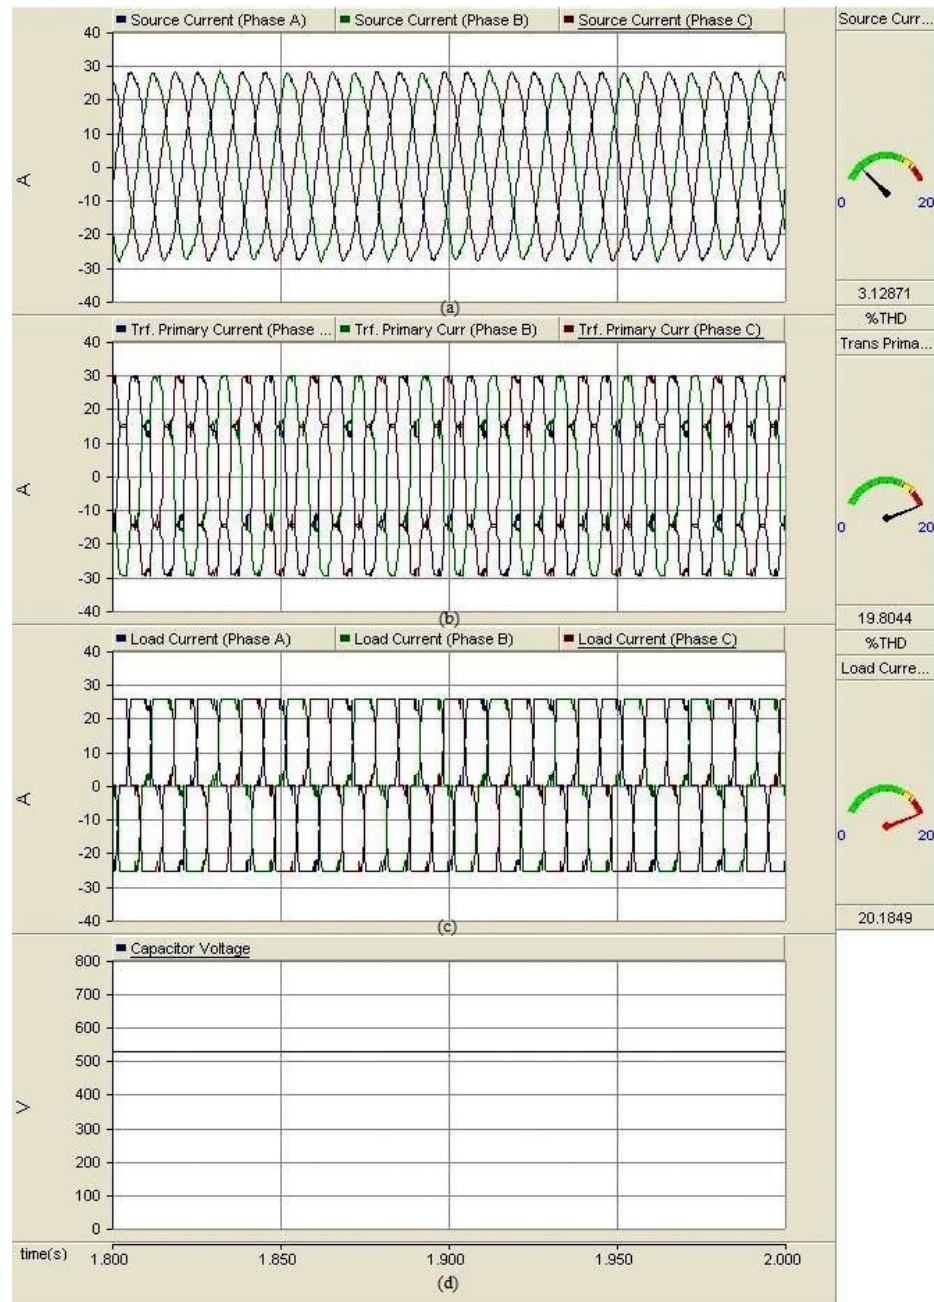 Source Current (Phase A) Source Current (Phase B) Source Current (Phase C) Source Curr...
40
30
20
10
0
-10
-20
-30
-40
A
0 20
3.12871
%THD
(a)
Trf. Primary Current (Phase ... Trf. Primary Curr (Phase B) Trf. Primary Curr (Phase C) Trans Prima...
40
30
20
10
0
-10
-20
-30
-40
A
0 20
19.8044
%THD
(b)
Load Current (Phase A) Load Current (Phase B) Load Current (Phase C) Load Curre...
40
30
20
10
0
-10
-20
-30
-40
A
0 20
20.1849
(c)
Capacitor Voltage
800
700
600
500
400
300
200
100
0
V
time(s) 1.800 1.850 1.900 1.950 2.000
(d)